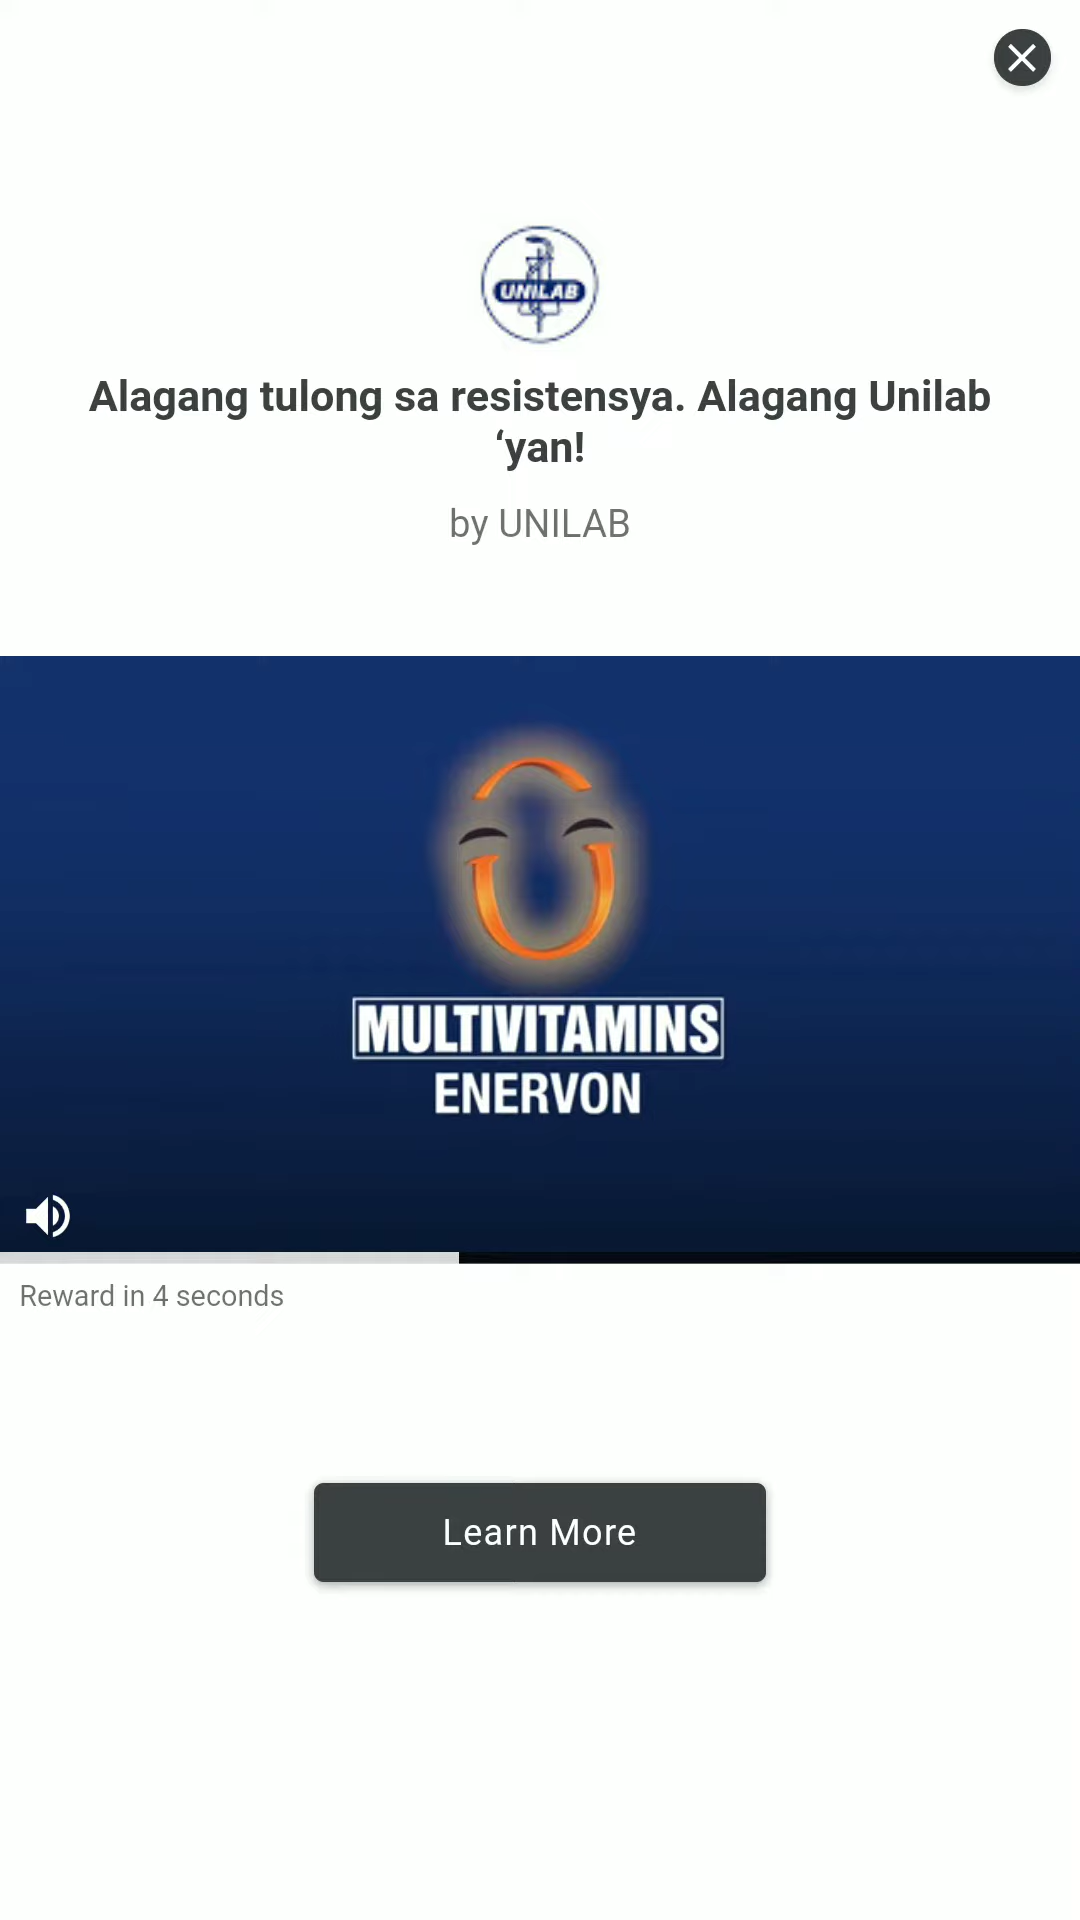 UNILAB
Alagang tulong sa resistensya. Alagang Unilab
‘yan!
by UNILAB
MULTIVITAMINS
ENERVON
Reward in 4 seconds
Learn More